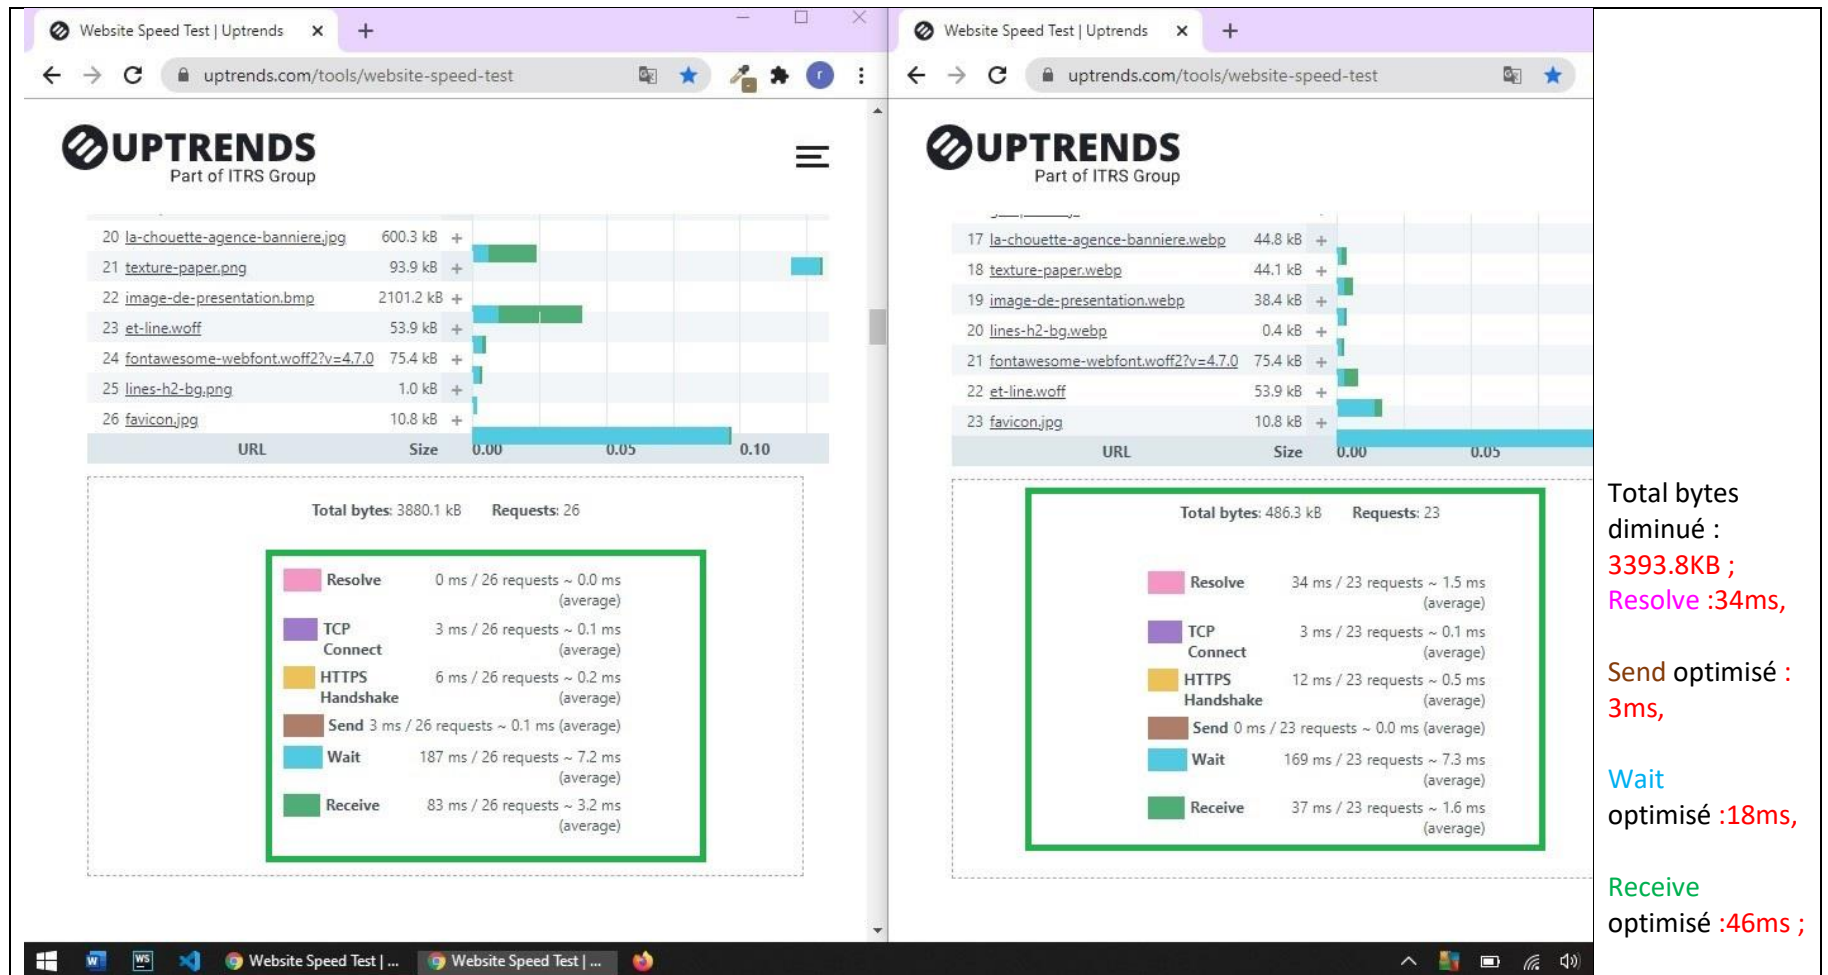 Website Speed Test | Uptrends
uptrends.com/tools/website-speed-test
r
UPTRENDS
Part of ITRS Group
20 la-chouette-agence-banniere.jpg 600.3 kB +
21 texture-paper.png 93.9 kB +
22 image-de-presentation.bmp 2101.2 kB +
23 et-line.woff 53.9 kB +
24 fontawesome-webfont.woff2?v=4.7.0 75.4 kB +
25 lines-h2-bg.png 1.0 kB +
26 favicon.jpg 10.8 kB +
URL Size 0.00 0.05 0.10
Total bytes: 3880.1 kB Requests: 26
Resolve 0 ms / 26 requests ~ 0.0 ms
(average)
TCP 3 ms / 26 requests ~ 0.1 ms
Connect (average)
HTTPS 6 ms / 26 requests ~ 0.2 ms
Handshake (average)
Send 3 ms / 26 requests ~ 0.1 ms (average)
Wait 187 ms / 26 requests ~ 7.2 ms
(average)
Receive 83 ms / 26 requests ~ 3.2 ms
(average)
Website Speed Test | Uptrends
uptrends.com/tools/website-speed-test
UPTRENDS
Part of ITRS Group
17 la-chouette-agence-banniere.webp 44.8 kB +
18 texture-paper.webp 44.1 kB +
19 image-de-presentation.webp 38.4 kB +
20 lines-h2-bg.webp 0.4 kB +
21 fontawesome-webfont.woff2?v=4.7.0 75.4 kB +
22 et-line.woff 53.9 kB +
23 favicon.jpg 10.8 kB +
URL Size 0.00 0.05
Total bytes: 486.3 kB Requests: 23
Resolve 34 ms / 23 requests ~ 1.5 ms
(average)
TCP 3 ms / 23 requests ~ 0.1 ms
Connect (average)
HTTPS 12 ms / 23 requests ~ 0.5 ms
Handshake (average)
Send 0 ms / 23 requests ~ 0.0 ms (average)
Wait 169 ms / 23 requests ~ 7.3 ms
(average)
Receive 37 ms / 23 requests ~ 1.6 ms
(average)
Total bytes
diminué :
3393.8KB ;
Resolve :34ms,
Send optimisé :
3ms,
Wait
optimisé :18ms,
Receive
optimisé :46ms ;
W WS Website Speed Test | ... Website Speed Test | ...